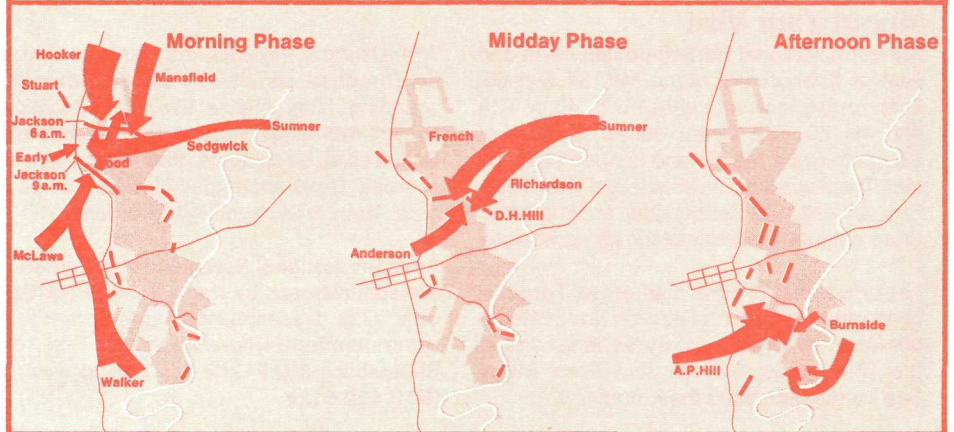 Morning Phase
Hooker
Mansfield
Stuart
Jackson
6 a.m.
Sumner
Sedgwick
Early
ood
Jackson
9 a.m.
McLaws
Walker
Midday Phase
Sumner
French
Richardson
D.H.Hill
Anderson
Afternoon Phase
Burnside
A.P.Hill